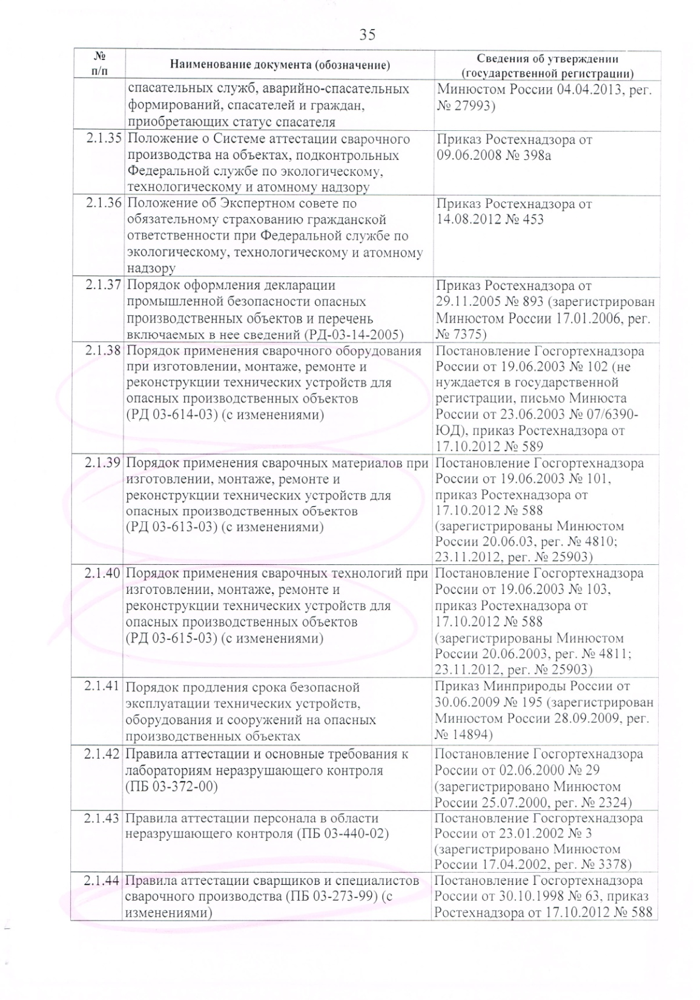 35
№
п/п
Наименование документа (обозначение)
Сведения об утверждении
(государственной регистрации)
спасательных служб, аварийно-спасательных
формирований, спасателей и граждан,
приобретающих статус спасателя
Минюстом России 04.04.2013, рег.
№ 27993)
2.1.35
Положение о Системе аттестации сварочного
производства на объектах, подконтрольных
Федеральной службе по экологическому,
технологическому и атомному надзору
Приказ Ростехнадзора от
09.06.2008 № 398а
2.1.36
Положение об Экспертном совете по
обязательному страхованию гражданской
ответственности при Федеральной службе по
экологическому, технологическому и атомному
надзору
Приказ Ростехнадзора от
14.08.2012 № 453
2.1.37
Порядок оформления декларации
промышленной безопасности опасных
производственных объектов и перечень
включаемых в нее сведений (РД-03-14-2005)
Приказ Ростехнадзора от
29.11.2005 № 893 (зарегистрирован
Минюстом России 17.01.2006, рег.
№ 7375)
2.1.38
Порядок применения сварочного оборудования
при изготовлении, монтаже, ремонте и
реконструкции технических устройств для
опасных производственных объектов
(РД 03-614-03) (с изменениями)
Постановление Госгортехнадзора
России от 19.06.2003 № 102 (не
нуждается в государственной
регистрации, письмо Минюста
России от 23.06.2003 № 07/6390-
ЮД), приказ Ростехнадзора от
17.10.2012 № 589
2.1.39
Порядок применения сварочных материалов при
изготовлении, монтаже, ремонте и
реконструкции технических устройств для
опасных производственных объектов
(РД 03-613-03) (с изменениями)
Постановление Госгортехнадзора
России от 19.06.2003 № 101,
приказ Ростехнадзора от
17.10.2012 № 588
(зарегистрированы Минюстом
России 20.06.03, рег. № 4810;
23.11.2012, рег. № 25903)
2.1.40
Порядок применения сварочных технологий при
изготовлении, монтаже, ремонте и
реконструкции технических устройств для
опасных производственных объектов
(РД 03-615-03) (с изменениями)
Постановление Госгортехнадзора
России от 19.06.2003 № 103,
приказ Ростехнадзора от
17.10.2012 № 588
(зарегистрированы Минюстом
России 20.06.2003, рег. № 4811;
23.11.2012, рег. № 25903)
2.1.41
Порядок продления срока безопасной
эксплуатации технических устройств,
оборудования и сооружений на опасных
производственных объектах
Приказ Минприроды России от
30.06.2009 № 195 (зарегистрирован
Минюстом России 28.09.2009, рег.
№ 14894)
2.1.42
Правила аттестации и основные требования к
лабораториям неразрушающего контроля
(ПБ 03-372-00)
Постановление Госгортехнадзора
России от 02.06.2000 № 29
(зарегистрировано Минюстом
России 25.07.2000, рег. № 2324)
2.1.43
Правила аттестации персонала в области
неразрушающего контроля (ПБ 03-440-02)
Постановление Госгортехнадзора
России от 23.01.2002 № 3
(зарегистрировано Минюстом
России 17.04.2002, рег. № 3378)
2.1.44
Правила аттестации сварщиков и специалистов
сварочного производства (ПБ 03-273-99) (с
изменениями)
Постановление Госгортехнадзора
России от 30.10.1998 № 63, приказ
Ростехнадзора от 17.10.2012 № 588